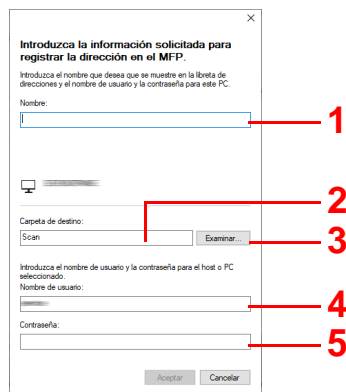 Introduzca la información solicitada para
registrar la dirección en el MFP.
Introduzca el nombre que desea que se muestre en la libreta de
direcciones y el nombre de usuario y la contraseña para este PC.
Nombre:
1
2
Carpeta de destino:
Scan
Examinar...
3
Introduzca el nombre de usuario y la contraseña para el host o PC
seleccionado.
Nombre de usuario:
4
Contraseña:
5
Aceptar
Cancelar